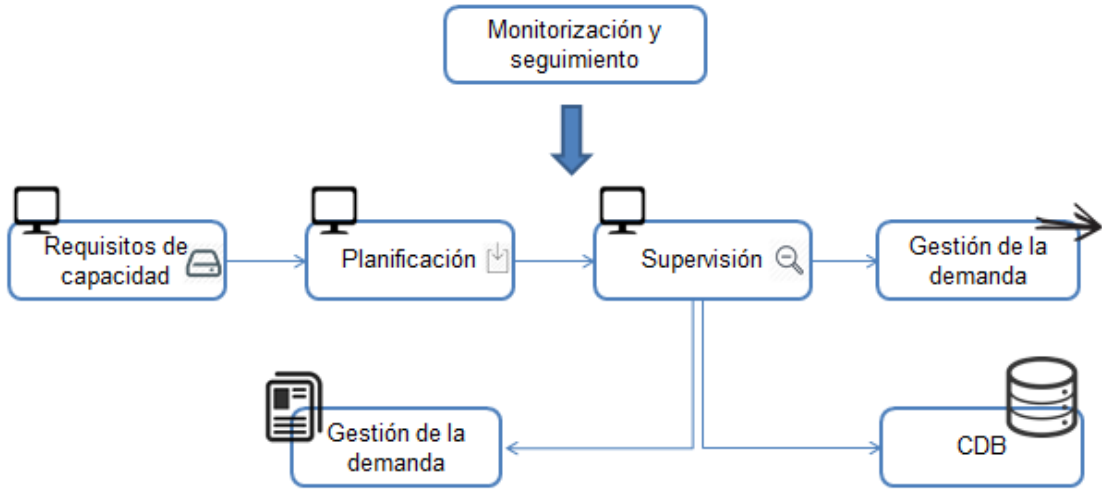 Monitorización y
seguimiento
Requisitos de
capacidad
Planificación
Supervisión
Gestión de la
demanda
Gestión de la
demanda
CDB